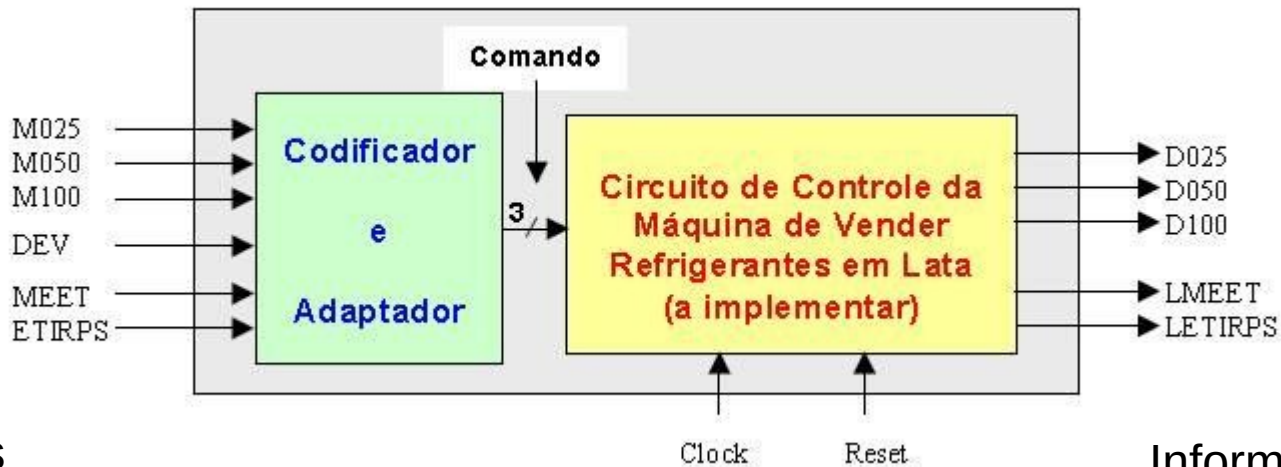 Comando
M025
M050
M100
DEV
MEET
ETIRPS
Codificador
e
Adaptador
3
Circuito de Controle da
Máquina de Vender
Refrigerantes em Lata
(a implementar)
D025
D050
D100
LMEET
LETIRPS
Clock
Reset